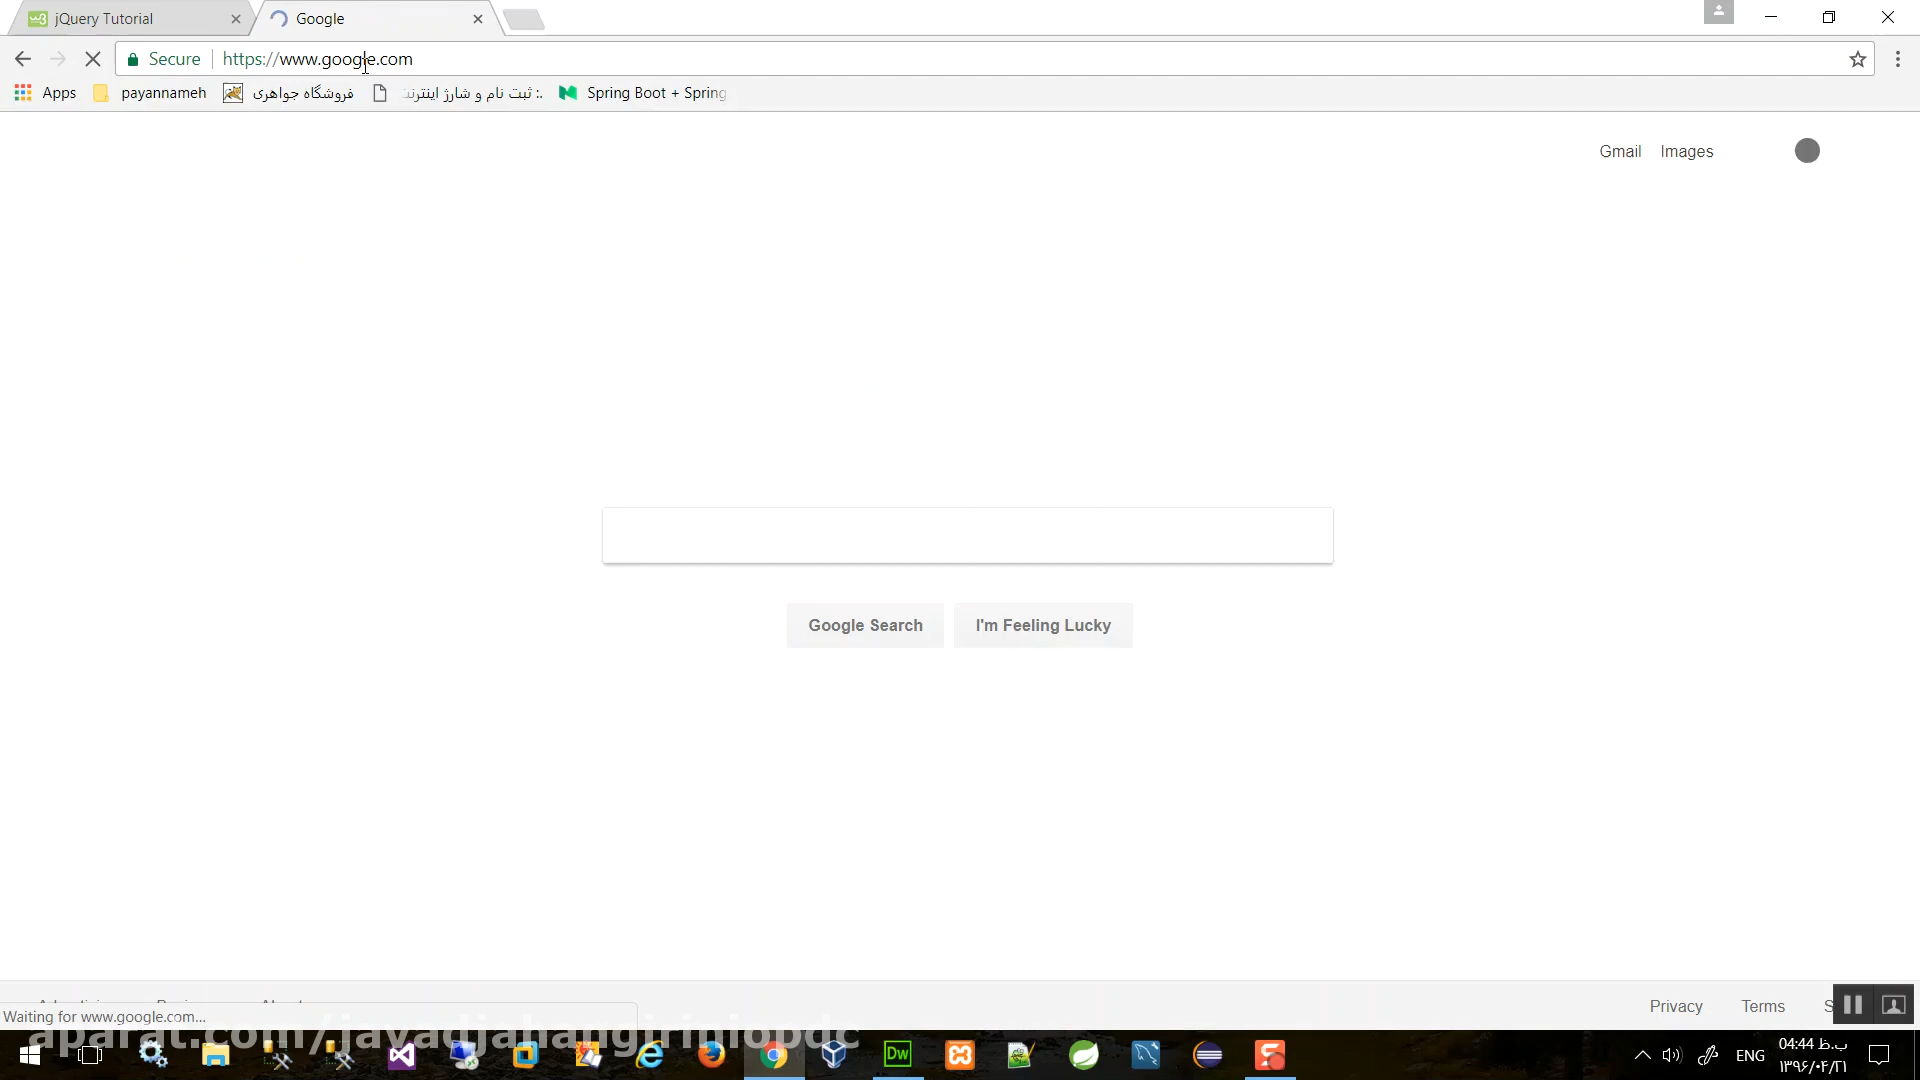 jQuery Tutorial
Google
Secure
https://www.google.com
Apps
payannameh
فروشگاه جواهری
.: ثبت نام و شارژ اینترنت
Spring Boot + Spring
Gmail
Images
Google Search
I'm Feeling Lucky
Privacy
Terms
Waiting for www.google.com...
aparat.com/javadjahangiriniopdc
Dw
ENG
04:44 ب.ظ
۱۳۹۶/۰۴/۲۱